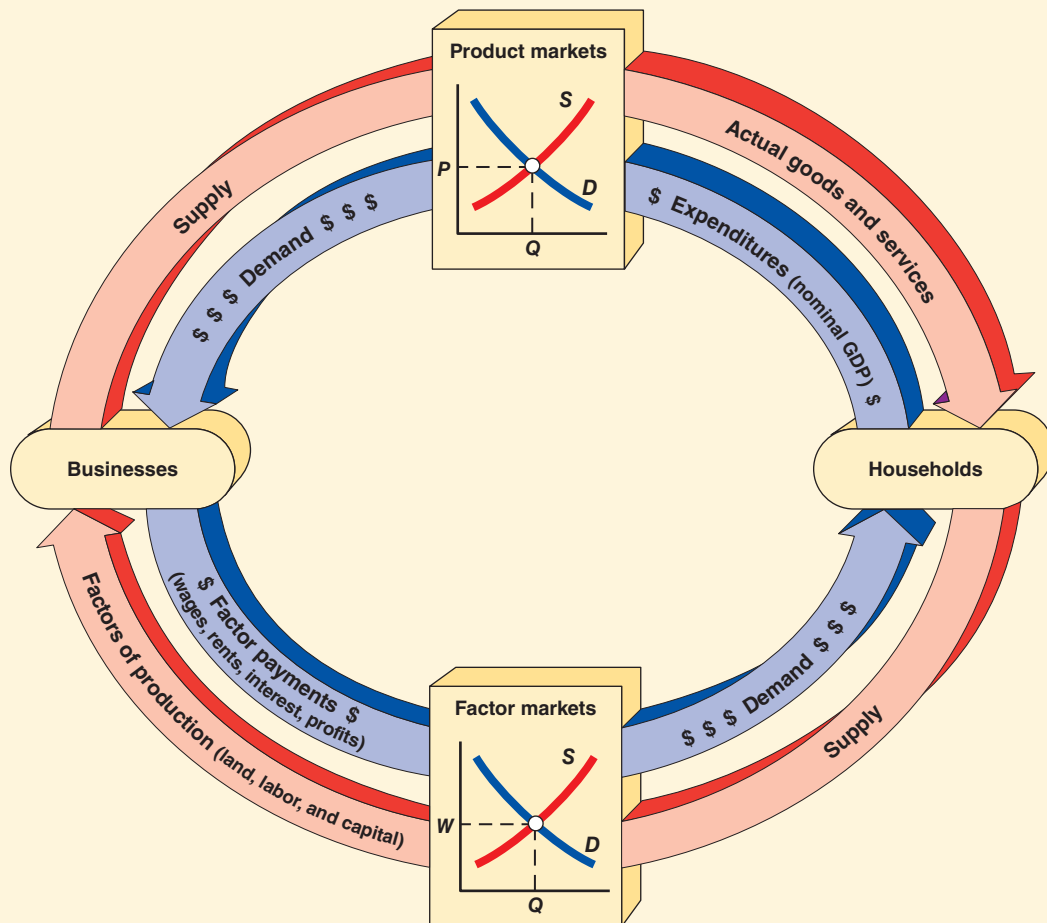 Product markets
S
P
D
Q
Supply
$ $ $ Demand $ $ $
Actual goods and services
$ Expenditures (nominal GDP) $
Businesses
Households
Factors of production (land, labor, and capital)
$ Factor payments $
(wages, rents, interest, profits)
$ $ $ Demand $ $ $
Supply
Factor markets
S
W
D
Q